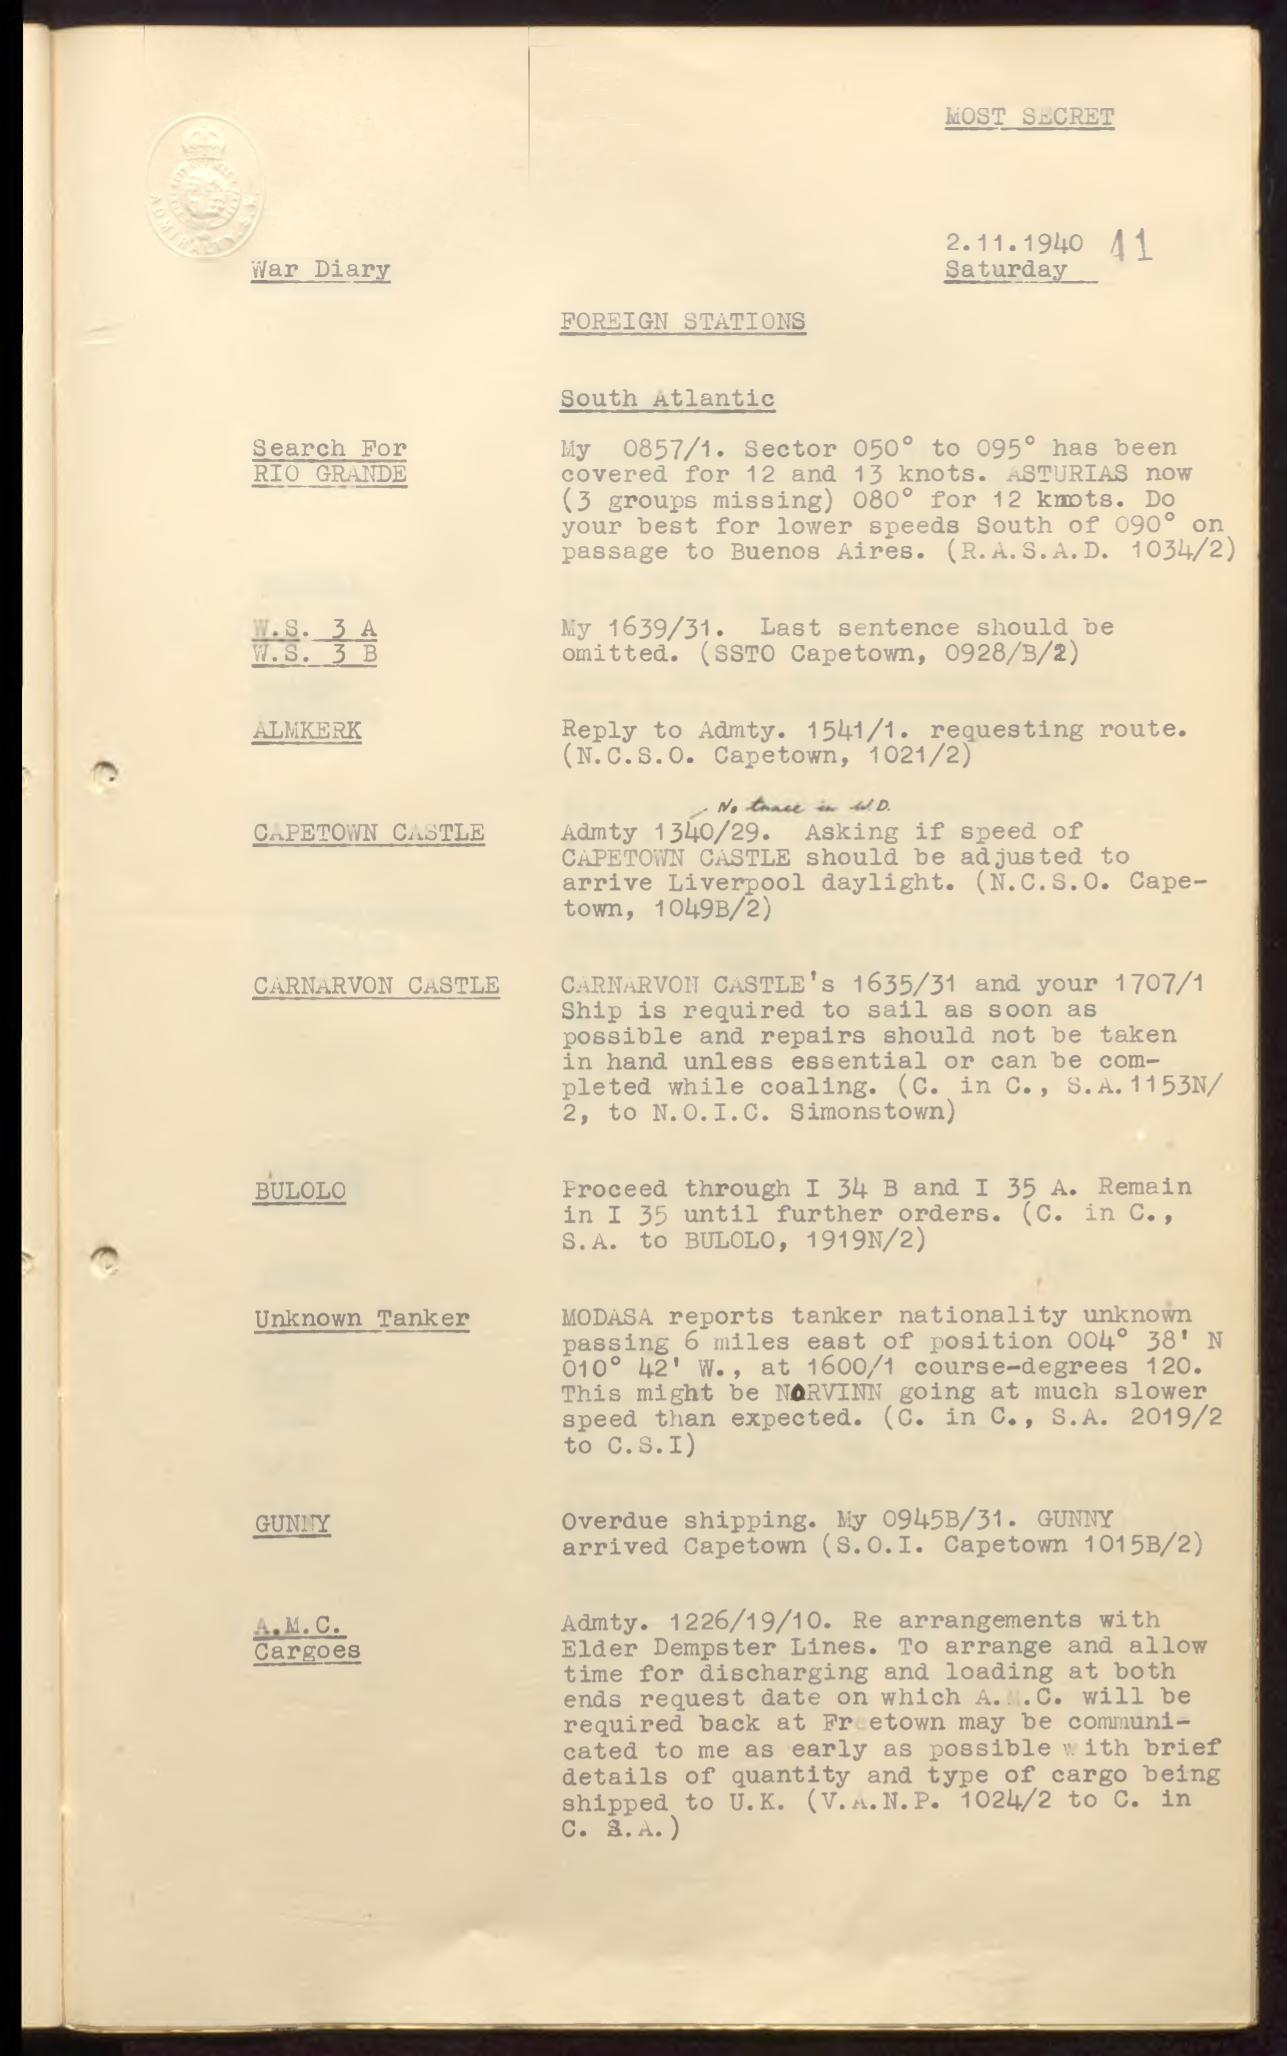 MOST SECRET
ADMIRALTY. S.W.
2.11.1940 41
War Diary
Saturday
FOREIGN STATIONS
South Atlantic
Search For
RIO GRANDE
My 0857/1. Sector 050° to 095° has been
covered for 12 and 13 knots. ASTURIAS now
(3 groups missing) 080° for 12 knots. Do
your best for lower speeds South of 090° on
passage to Buenos Aires. (R.A.S.A.D. 1034/2)
W.S. 3 A
W.S. 3 B
My 1639/31. Last sentence should be
omitted. (SSTO Capetown, 0928/B/2)
ALMKERK
Reply to Admty. 1541/1. requesting route.
(N.C.S.O. Capetown, 1021/2)
No trace in W.D.
CAPETOWN CASTLE
Admty 1340/29. Asking if speed of
CAPETOWN CASTLE should be adjusted to
arrive Liverpool daylight. (N.C.S.O. Cape-
town, 1049B/2)
CARNARVON CASTLE
CARNARVON CASTLE's 1635/31 and your 1707/1
Ship is required to sail as soon as
possible and repairs should not be taken
in hand unless essential or can be com-
pleted while coaling. (C. in C., S.A. 1153N/
2, to N.O.I.C. Simonstown)
BULOLO
Proceed through I 34 B and I 35 A. Remain
in I 35 until further orders. (C. in C.,
S.A. to BULOLO, 1919N/2)
Unknown Tanker
MODASA reports tanker nationality unknown
passing 6 miles east of position 004° 38' N
010° 42' W., at 1600/1 course-degrees 120.
This might be NORVINN going at much slower
speed than expected. (C. in C., S.A. 2019/2
to C.S.I)
GUNNY
Overdue shipping. My 0945B/31. GUNNY
arrived Capetown (S.O.I. Capetown 1015B/2)
A.M.C.
Cargoes
Admty. 1226/19/10. Re arrangements with
Elder Dempster Lines. To arrange and allow
time for discharging and loading at both
ends request date on which A.M.C. will be
required back at Freetown may be communi-
cated to me as early as possible with brief
details of quantity and type of cargo being
shipped to U.K. (V.A.N.P. 1024/2 to C. in
C. S.A.)